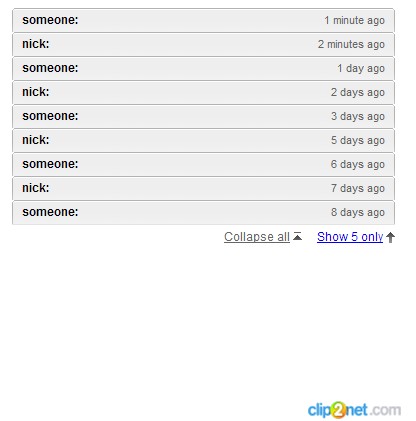 someone: 1 minute ago
nick: 2 minutes ago
someone: 1 day ago
nick: 2 days ago
someone: 3 days ago
nick: 5 days ago
someone: 6 days ago
nick: 7 days ago
someone: 8 days ago
Collapse all Show 5 only
clip2net.com